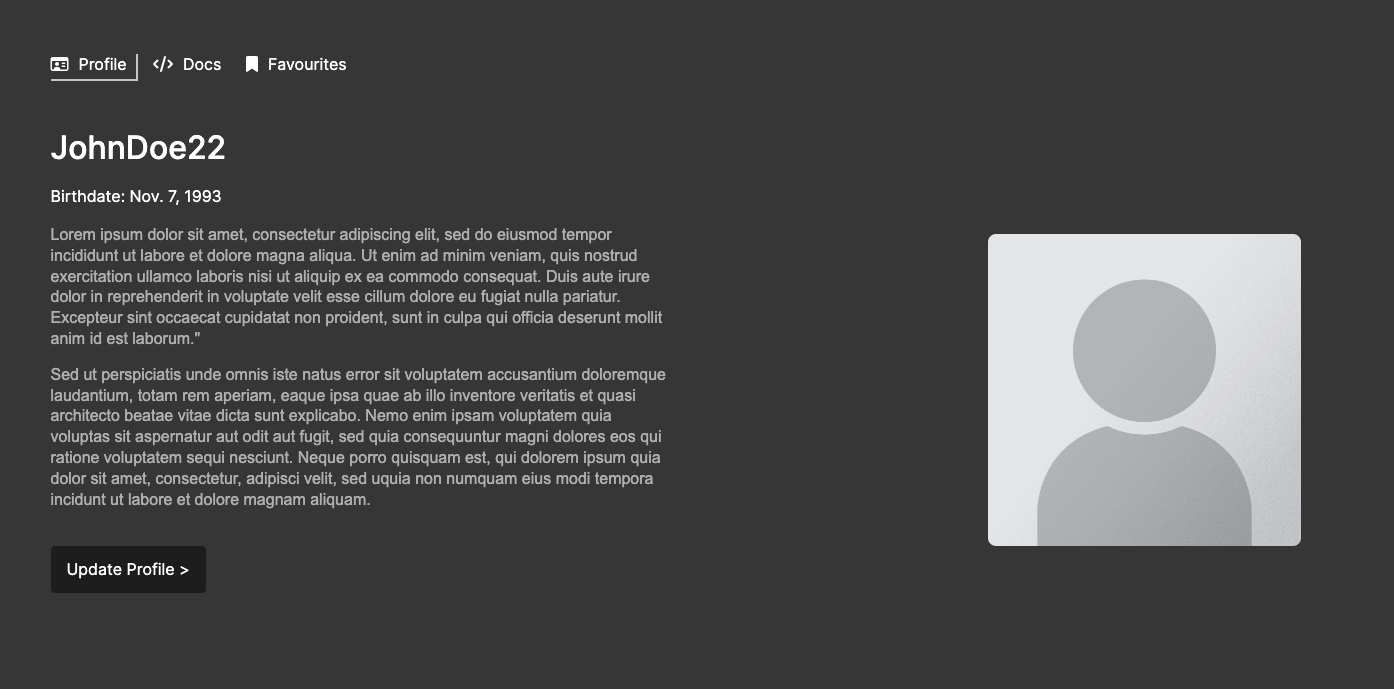 Profile Docs Favourites
JohnDoe22
Birthdate: Nov. 7, 1993
Lorem ipsum dolor sit amet, consectetur adipiscing elit, sed do eiusmod tempor
incididunt ut labore et dolore magna aliqua. Ut enim ad minim veniam, quis nostrud
exercitation ullamco laboris nisi ut aliquip ex ea commodo consequat. Duis aute irure
dolor in reprehenderit in voluptate velit esse cillum dolore eu fugiat nulla pariatur.
Excepteur sint occaecat cupidatat non proident, sunt in culpa qui officia deserunt mollit
anim id est laborum."
Sed ut perspiciatis unde omnis iste natus error sit voluptatem accusantium doloremque
laudantium, totam rem aperiam, eaque ipsa quae ab illo inventore veritatis et quasi
architecto beatae vitae dicta sunt explicabo. Nemo enim ipsam voluptatem quia
voluptas sit aspernatur aut odit aut fugit, sed quia consequuntur magni dolores eos qui
ratione voluptatem sequi nesciunt. Neque porro quisquam est, qui dolorem ipsum quia
dolor sit amet, consectetur, adipisci velit, sed uquia non numquam eius modi tempora
incidunt ut labore et dolore magnam aliquam.
Update Profile >